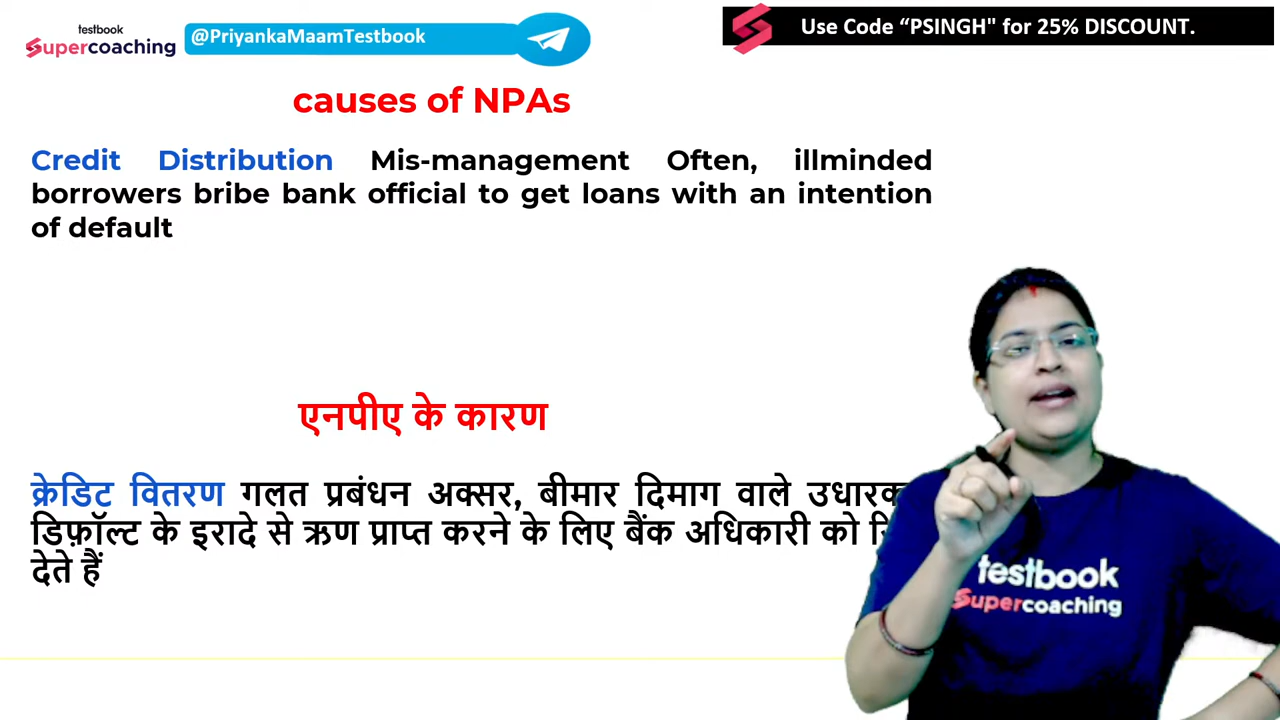 testbook
Supercoaching
@PriyankaMaamTestbook
Use Code “PSINGH" for 25% DISCOUNT.
causes of NPAs
Credit Distribution Mis-management Often, illminded
borrowers bribe bank official to get loans with an intention
of default
एनपीए के कारण
क्रेडिट वितरण गलत प्रबंधन अक्सर, बीमार दिमाग वाले
डिफ़ॉल्ट के इरादे से ऋण प्राप्त करने के लिए बैंक अधिकारी को
देते हैं
testbook
Supercoaching